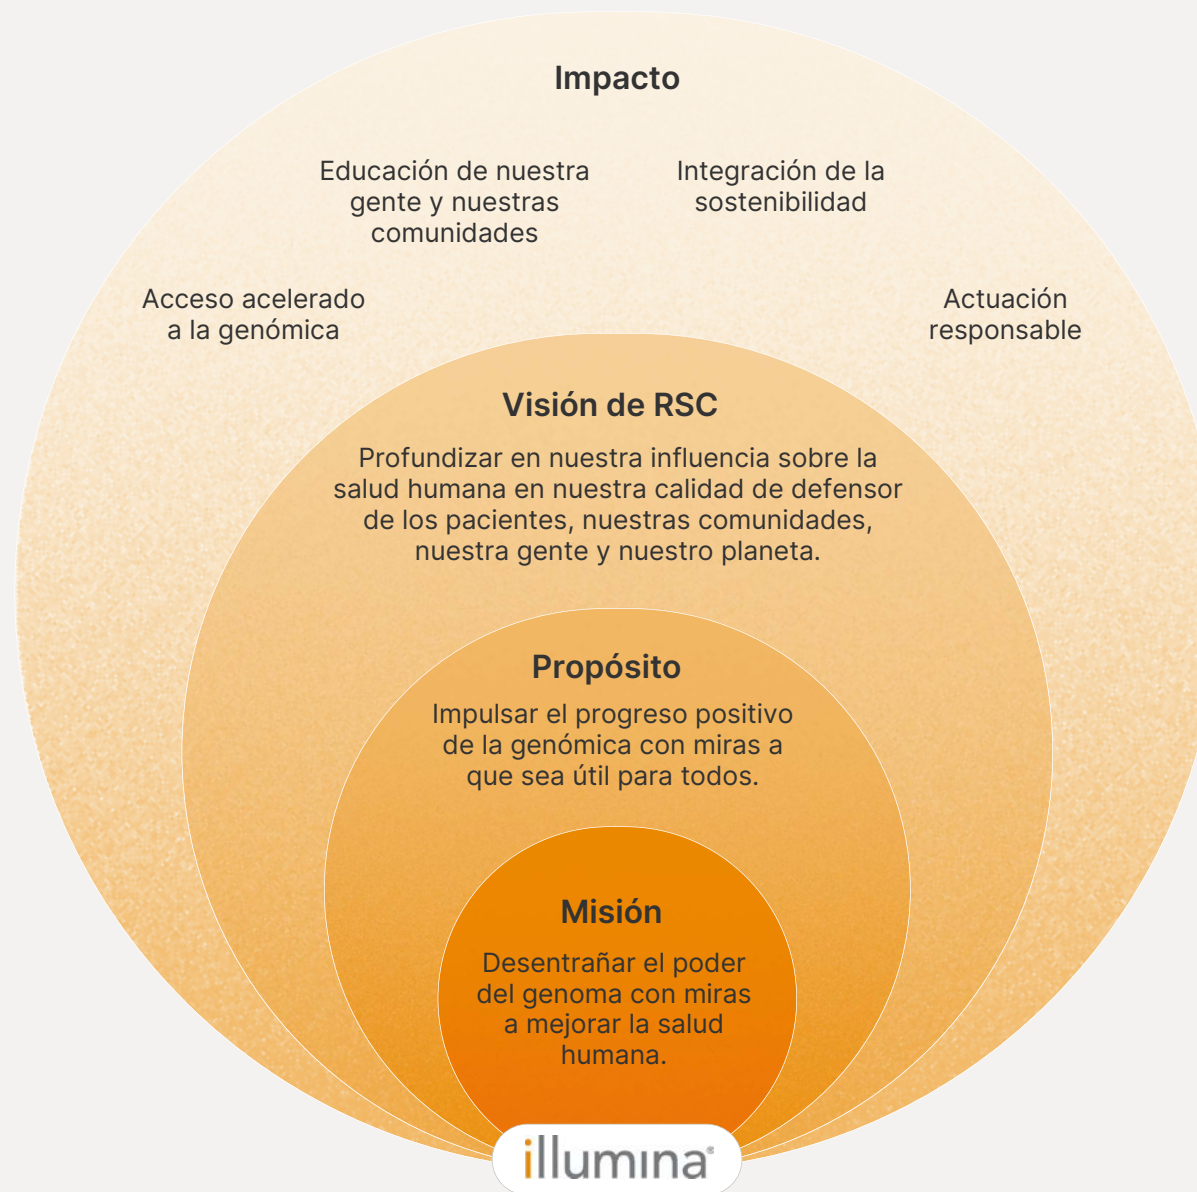 Impacto
Educación de nuestra
gente y nuestras
comunidades
Integración de la
sostenibilidad
Acceso acelerado
a la genómica
Actuación
responsable
Visión de RSC
Profundizar en nuestra influencia sobre la
salud humana en nuestra calidad de defensor
de los pacientes, nuestras comunidades,
nuestra gente y nuestro planeta.
Propósito
Impulsar el progreso positivo
de la genómica con miras a
que sea útil para todos.
Misión
Desentrañar el poder
del genoma con miras
a mejorar la salud
humana.
illumina®